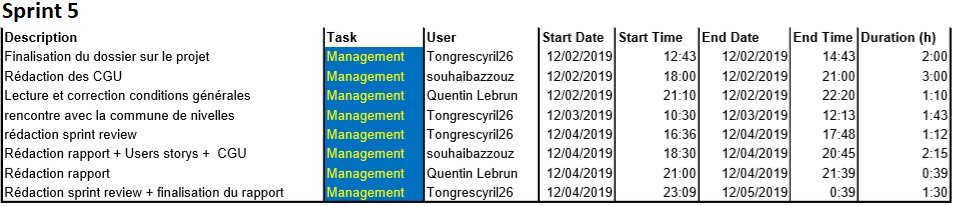 Sprint 5
Description Task User Start Date Start Time End Date End Time Duration (h)
Finalisation du dossier sur le projet Management Tongrescyril26 12/02/2019 12:43 12/02/2019 14:43 2:00
Rédaction des CGU Management souhaibazzouz 12/02/2019 18:00 12/02/2019 21:00 3:00
Lecture et correction conditions générales Management Quentin Lebrun 12/02/2019 21:10 12/02/2019 22:20 1:10
rencontre avec la commune de nivelles Management Tongrescyril26 12/03/2019 10:30 12/03/2019 12:13 1:43
rédaction sprint review Management Tongrescyril26 12/04/2019 16:36 12/04/2019 17:48 1:12
Rédaction rapport + Users storys + CGU Management souhaibazzouz 12/04/2019 18:30 12/04/2019 20:45 2:15
Rédaction rapport Management Quentin Lebrun 12/04/2019 21:00 12/04/2019 21:39 0:39
Rédaction sprint review + finalisation du rapport Management Tongrescyril26 12/04/2019 23:09 12/05/2019 0:39 1:30